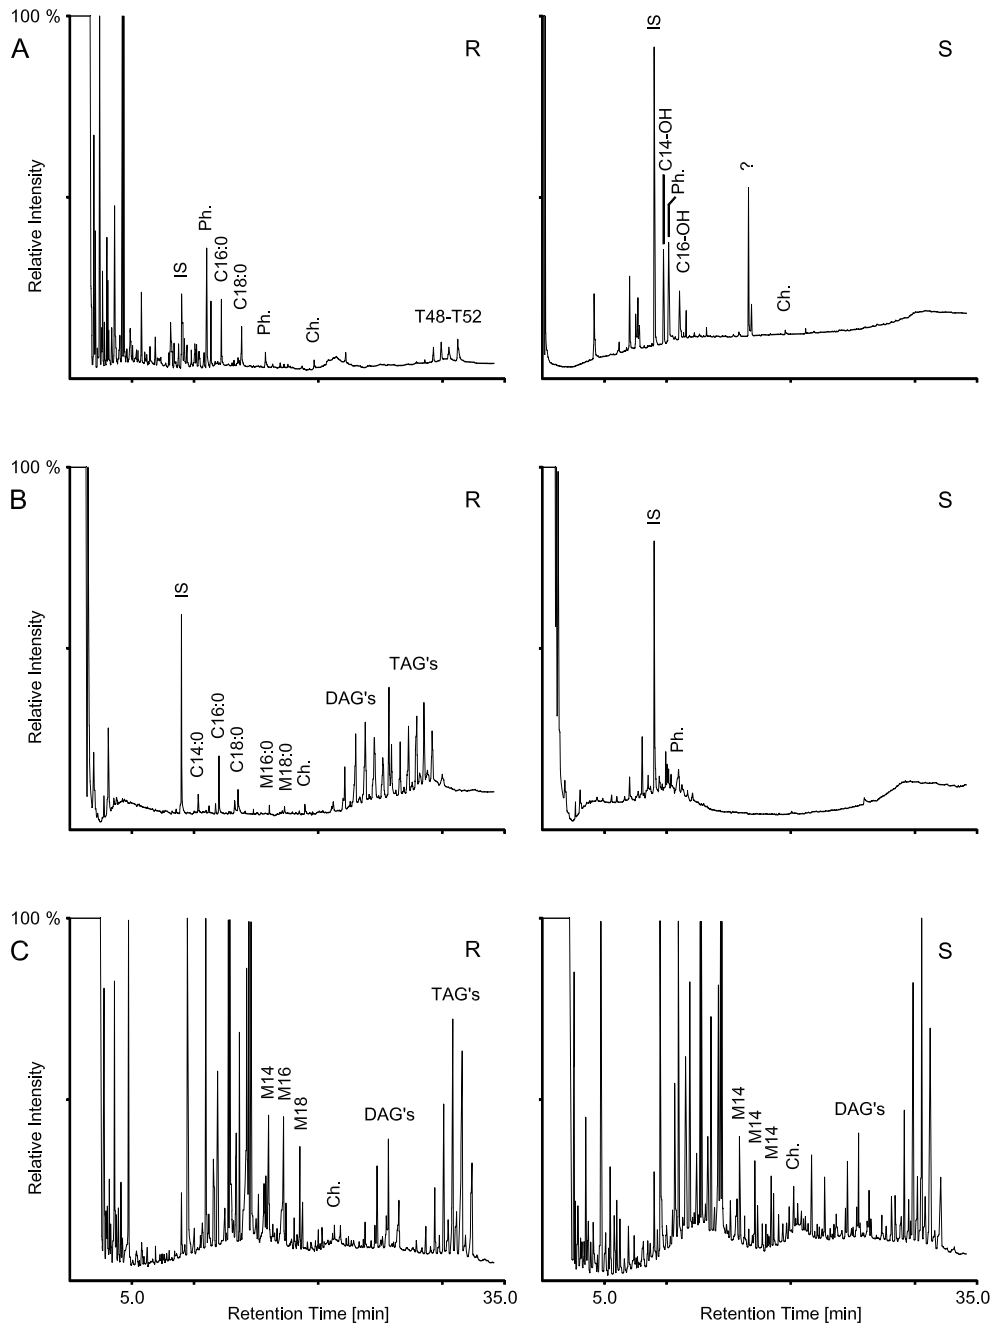 100 %
A
R
S
Relative Intensity
IS
Ph.
C16:0
C18:0
Ph.
Ch.
T48-T52
IS
C14-OH
Ph.
C16-OH
?
Ch.
100 %
B
R
S
Relative Intensity
IS
C14:0
C16:0
C18:0
M16:0
M18:0
Ch.
DAG's
TAG's
IS
Ph.
100 %
C
R
S
Relative Intensity
M14
M16
M18
Ch.
DAG's
TAG's
M14
M14
M14
Ch.
DAG's
5.0
35.0
5.0
35.0
Retention Time [min]
Retention Time [min]